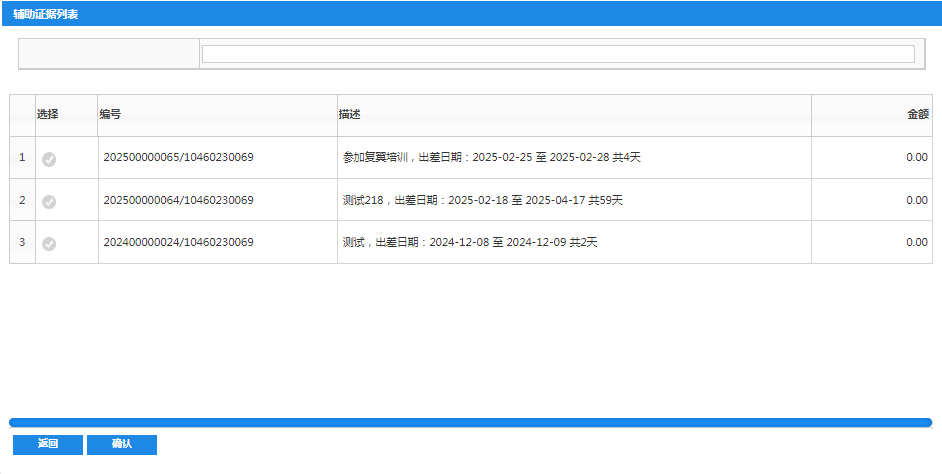 辅助证据列表
选择 编号 描述 金额
1 202500000065/10460230069 参加复翼培训，出差日期：2025-02-25 至 2025-02-28 共4天 0.00
2 202500000064/10460230069 测试218，出差日期：2025-02-18 至 2025-04-17 共59天 0.00
3 202400000024/10460230069 测试，出差日期：2024-12-08 至 2024-12-09 共2天 0.00
返回 确认